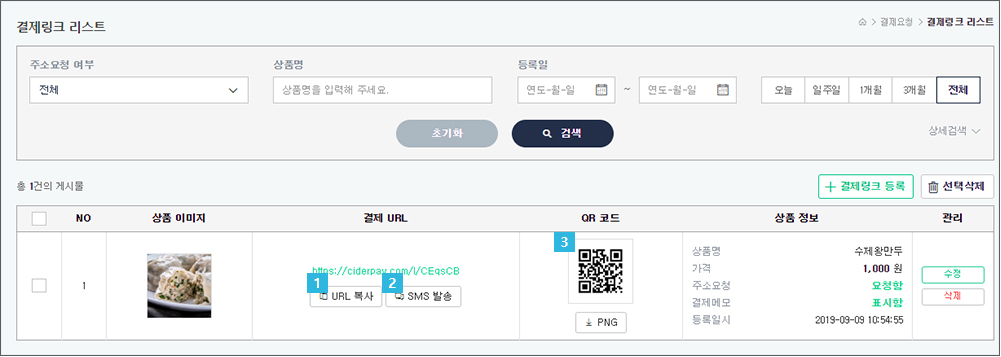 결제링크 리스트
결제요청 > 결제링크 리스트
주소요청 여부 상품명 등록일
전체 상품명을 입력해 주세요. 연도-월-일 ~ 연도-월-일 오늘 일주일 1개월 3개월 전체
초기화 검색 상세검색
총 1건의 게시물 + 결제링크 등록 선택삭제
NO 상품 이미지 결제 URL QR 코드 상품 정보 관리
3
상품명 수제왕만두
가격 1,000 원
https://ciderpay.com/l/CEqsCB 수정
1 주소요청 요청함
1 2
URL 복사 SMS 발송 삭제
결제메모 표시함
PNG 등록일시 2019-09-09 10:54:55